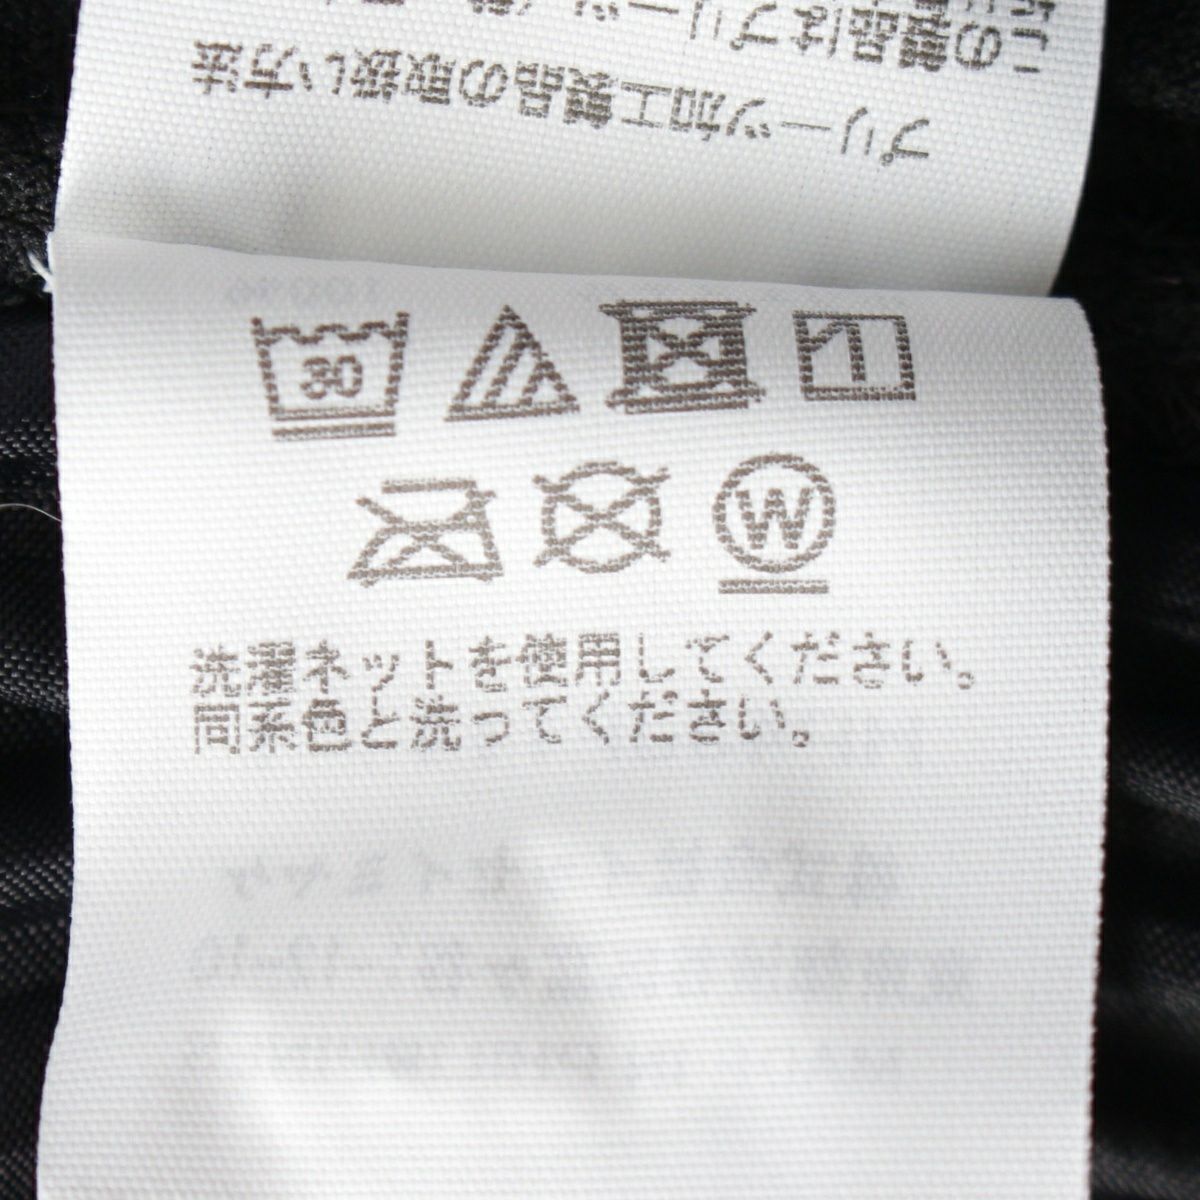 プリーツ加工製品の取扱い方法
この製品はプリーツ
30
W
洗濯ネットを使用してください。
同系色と洗ってください。